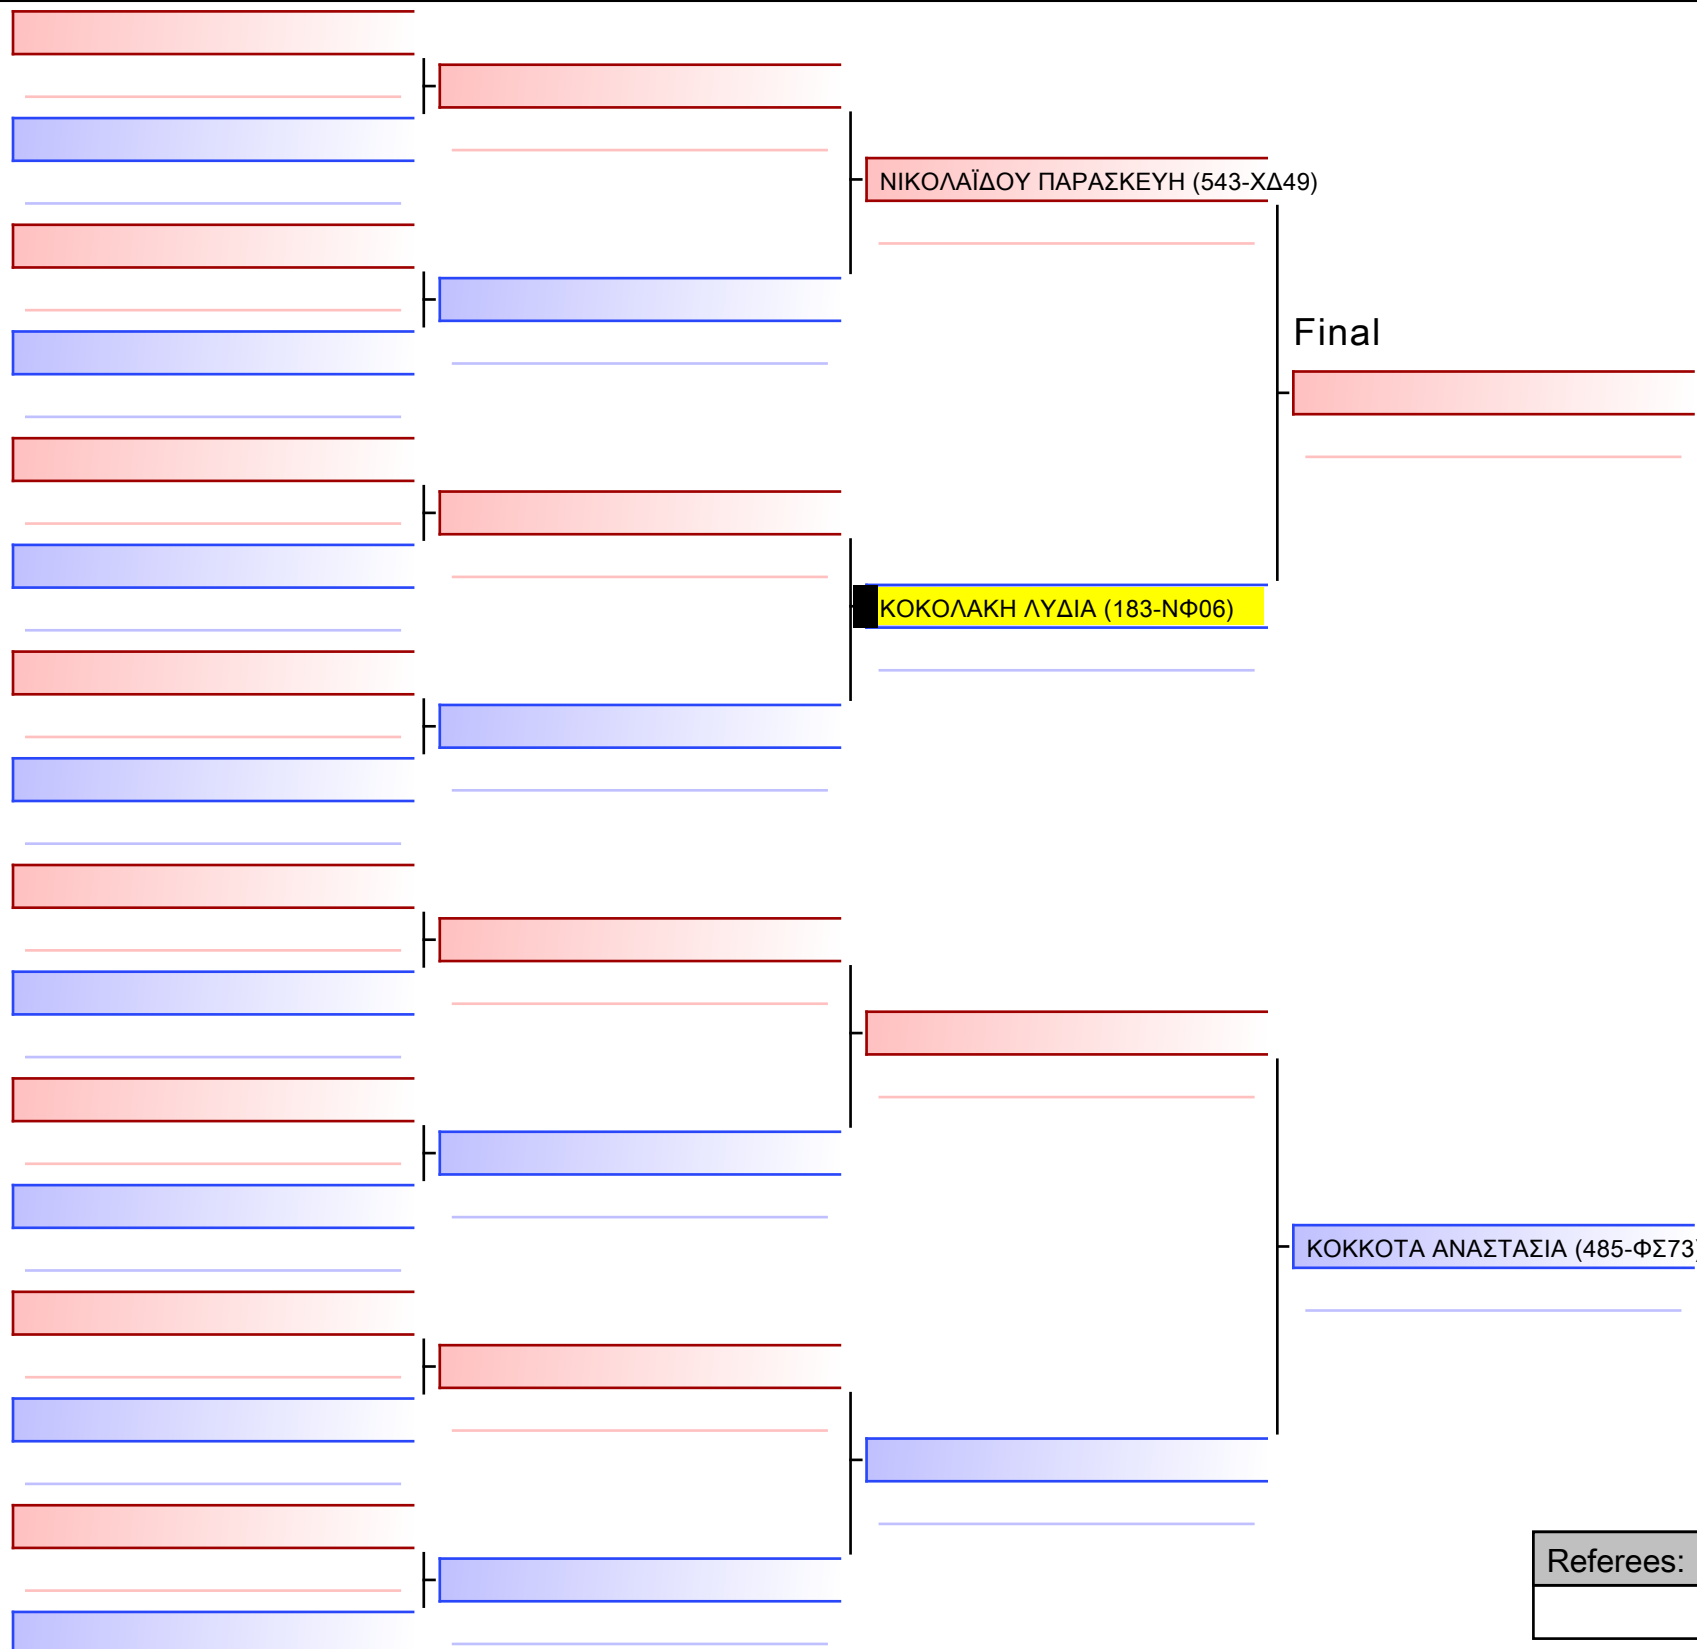 ΝΙΚΟΛΑΪΔΟΥ ΠΑΡΑΣΚΕΥΗ (543-ΧΔ49)
Final
ΚΟΚΟΛΑΚΗ ΛΥΔΙΑ (183-ΝΦ06)
ΚΟΚΚΟΤΑ ΑΝΑΣΤΑΣΙΑ (485-ΦΣ73)
Referees: